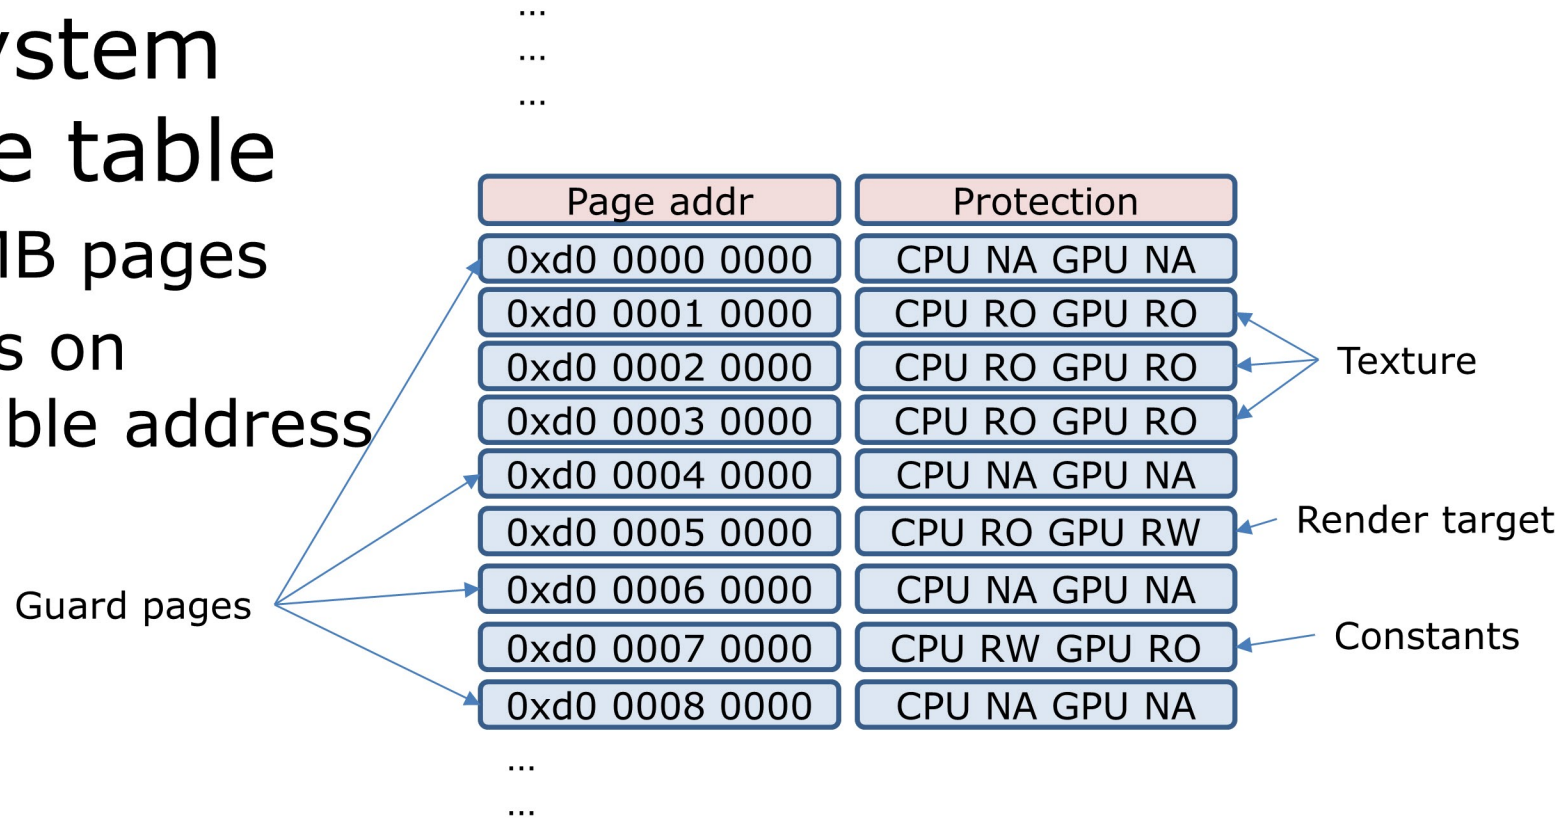 ...
...
...
ystem
e table
MB pages
s on
ble address
Page addr Protection
0xd0 0000 0000 CPU NA GPU NA
0xd0 0001 0000 CPU RO GPU RO
0xd0 0002 0000 CPU RO GPU RO
0xd0 0003 0000 CPU RO GPU RO
0xd0 0004 0000 CPU NA GPU NA
0xd0 0005 0000 CPU RO GPU RW
0xd0 0006 0000 CPU NA GPU NA
0xd0 0007 0000 CPU RW GPU RO
0xd0 0008 0000 CPU NA GPU NA
Texture
Render target
Guard pages
Constants
...
...